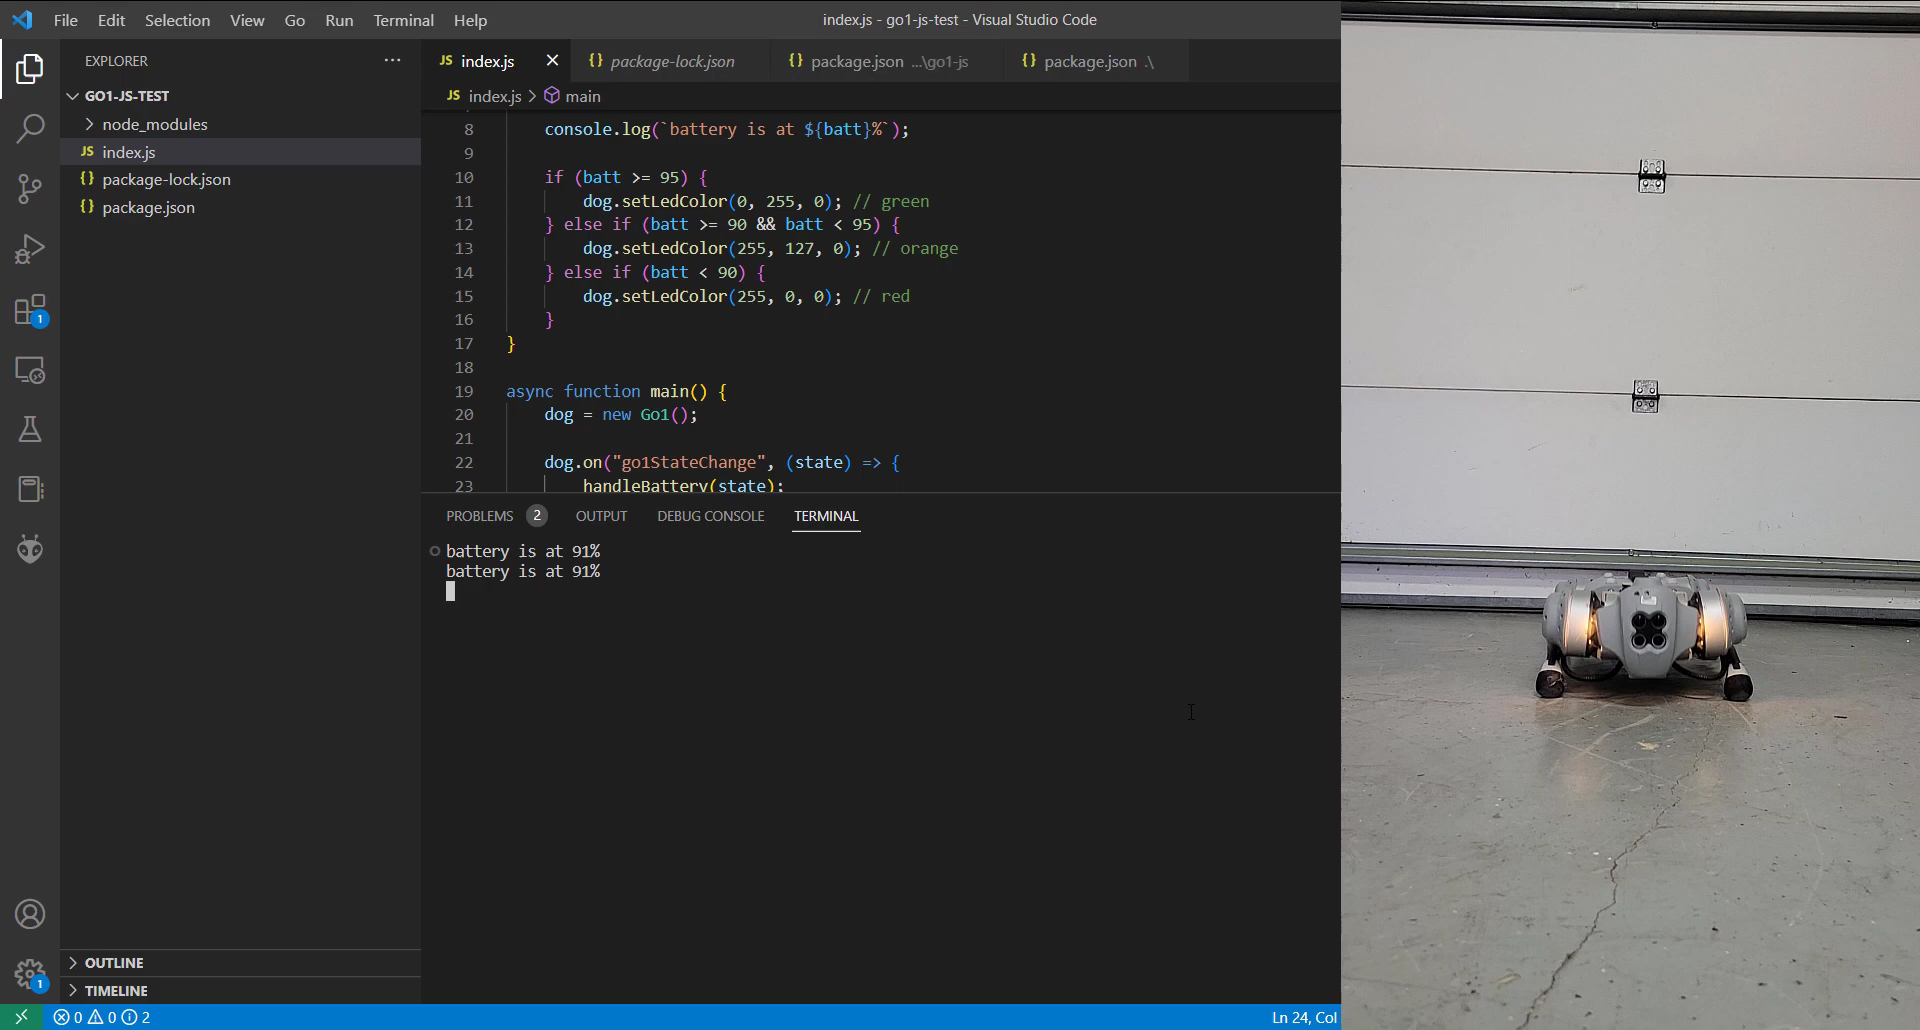 File Edit Selection View Go Run Terminal Help
index.js - go1-js-test - Visual Studio Code
EXPLORER ···
GO1-JS-TEST
node_modules
JS index.js
{} package-lock.json
{} package.json
OUTLINE
TIMELINE
1
1
JS index.js
{} package-lock.json
{} package.json ...\go1-js
{} package.json .\
JS index.js > main
8 console.log(`battery is at ${batt}%`);
9
10 if (batt >= 95) {
11 dog.setLedColor(0, 255, 0); // green
12 } else if (batt >= 90 && batt < 95) {
13 dog.setLedColor(255, 127, 0); // orange
14 } else if (batt < 90) {
15 dog.setLedColor(255, 0, 0); // red
16 }
17 }
18
19 async function main() {
20 dog = new Go1();
21
22 dog.on("go1StateChange", (state) => {
23 handleBattery(state);
PROBLEMS 2 OUTPUT DEBUG CONSOLE TERMINAL
battery is at 91%
battery is at 91%
0 0 2
Ln 24, Col